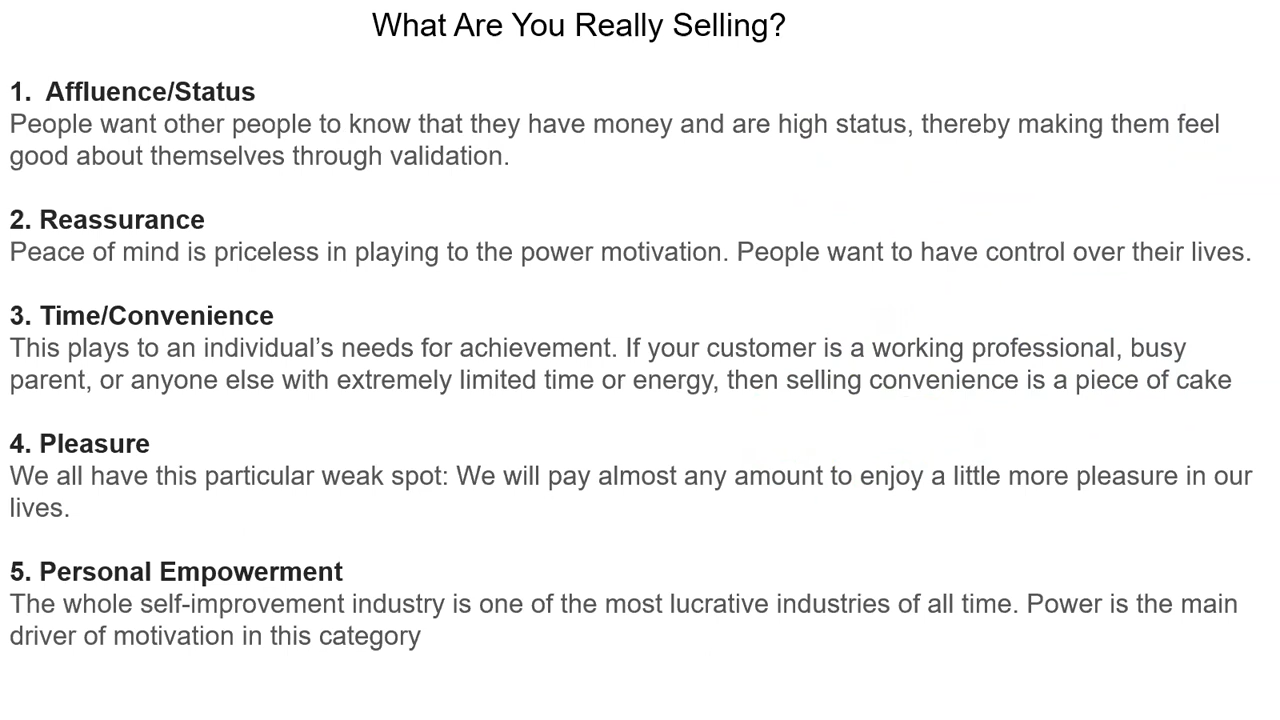 What Are You Really Selling?
1. Affluence/Status
People want other people to know that they have money and are high status, thereby making them feel
good about themselves through validation.
2. Reassurance
Peace of mind is priceless in playing to the power motivation. People want to have control over their lives.
3. Time/Convenience
This plays to an individual’s needs for achievement. If your customer is a working professional, busy
parent, or anyone else with extremely limited time or energy, then selling convenience is a piece of cake
4. Pleasure
We all have this particular weak spot: We will pay almost any amount to enjoy a little more pleasure in our
lives.
5. Personal Empowerment
The whole self-improvement industry is one of the most lucrative industries of all time. Power is the main
driver of motivation in this category